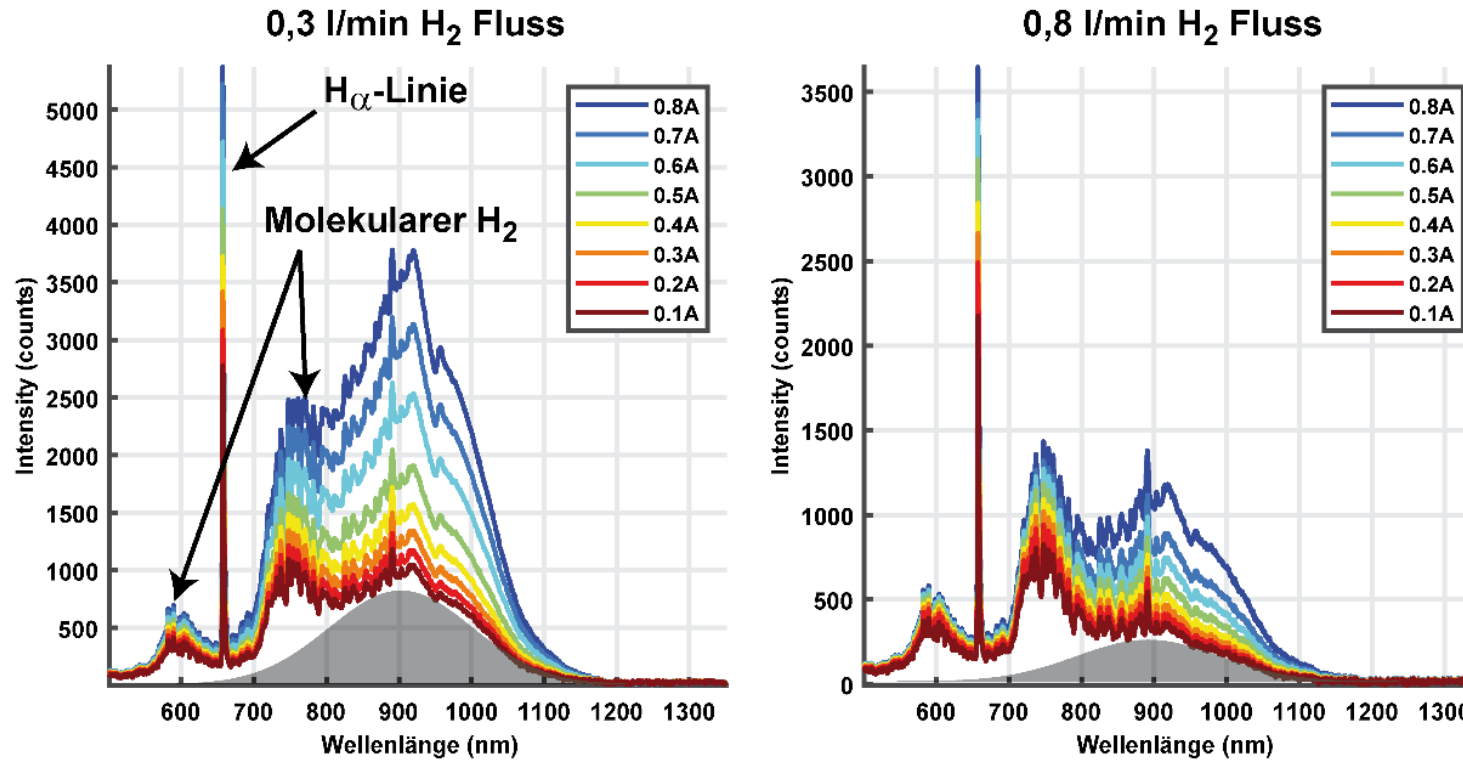 0,3 l/min H₂ Fluss
Hα-Linie
Molekularer H₂
0.8A
0.7A
0.6A
0.5A
0.4A
0.3A
0.2A
0.1A
Intensity (counts)
5000
4500
4000
3500
3000
2500
2000
1500
1000
500
600 700 800 900 1000 1100 1200 1300
Wellenlänge (nm)
0,8 l/min H₂ Fluss
0.8A
0.7A
0.6A
0.5A
0.4A
0.3A
0.2A
0.1A
Intensity (counts)
3500
3000
2500
2000
1500
1000
500
0
600 700 800 900 1000 1100 1200 1300
Wellenlänge (nm)